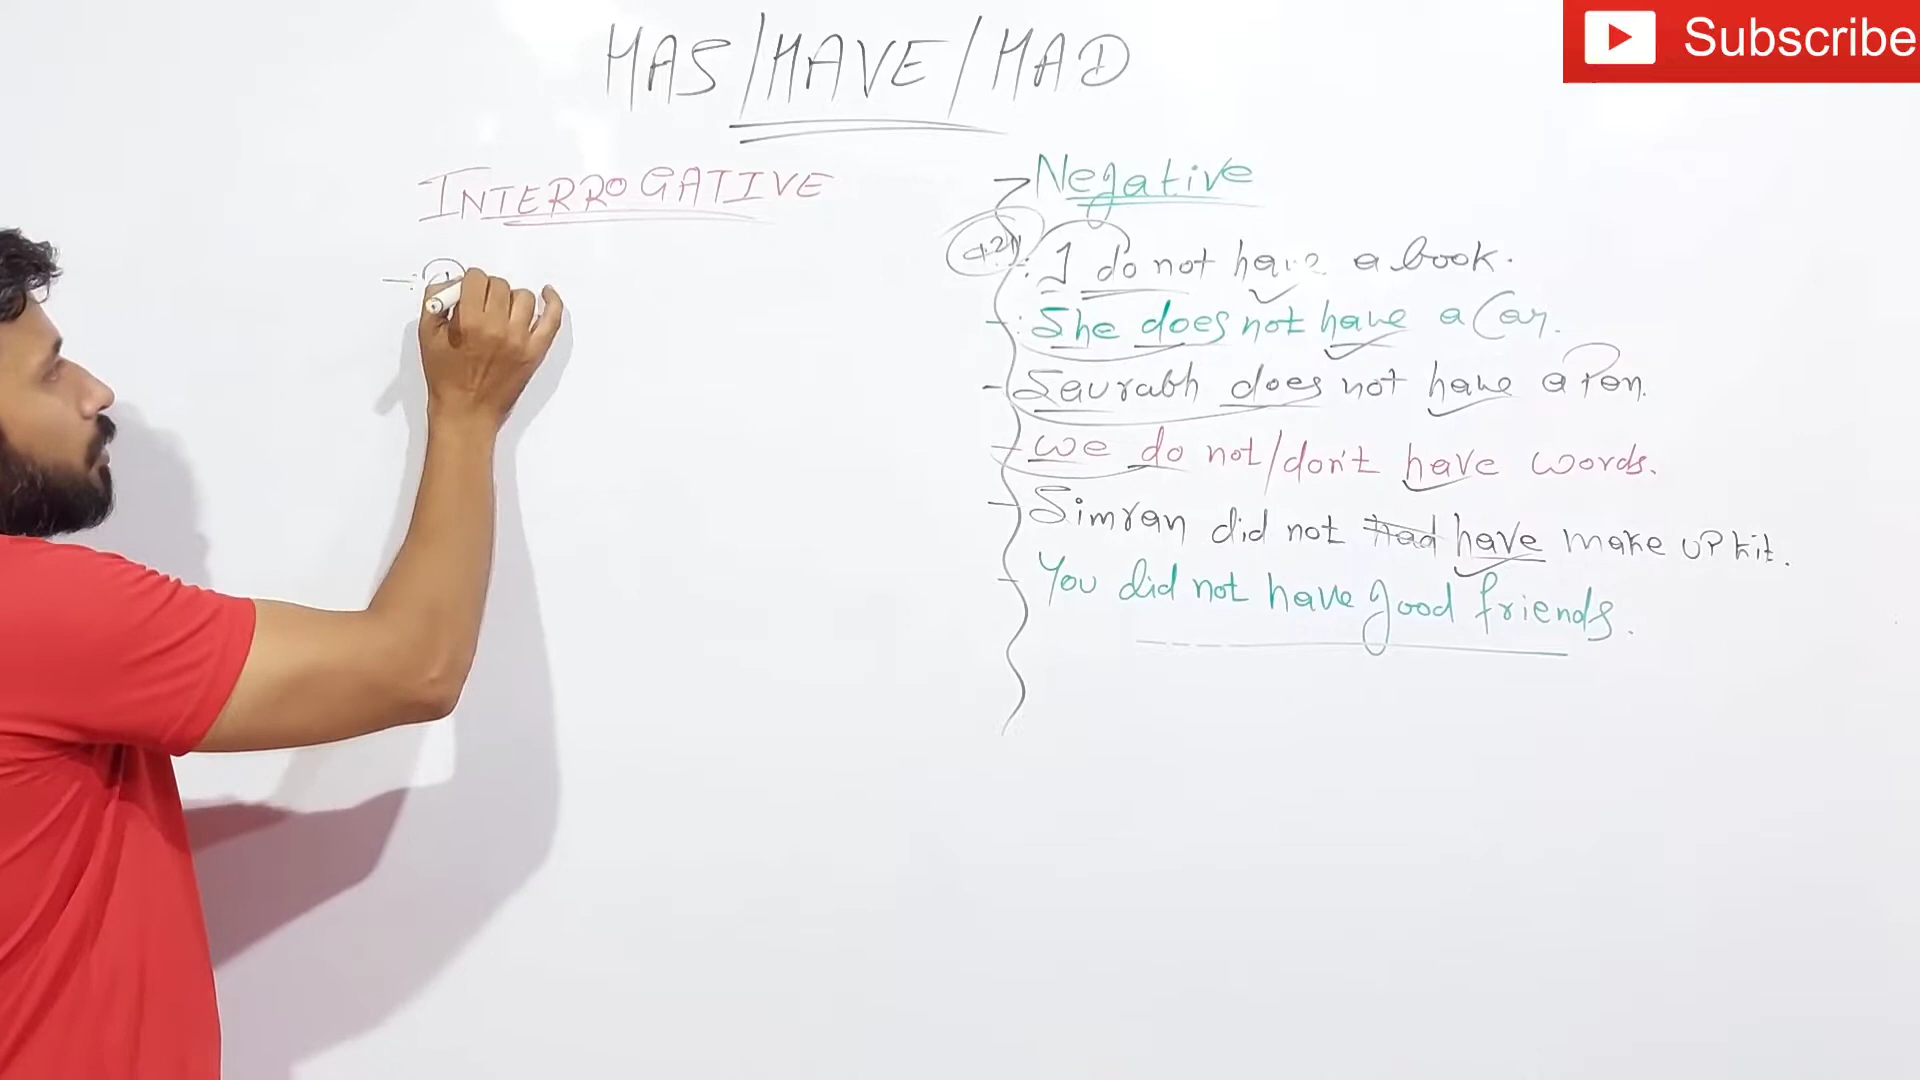 Subscribe
HAS/HAVE/HAD
INTERROGATIVE
Negative
I do not have a book.
She does not have a Car.
Saurabh does not have a Pen.
we do not/don't have words.
Simran did not had have make up kit.
You did not have good friends.